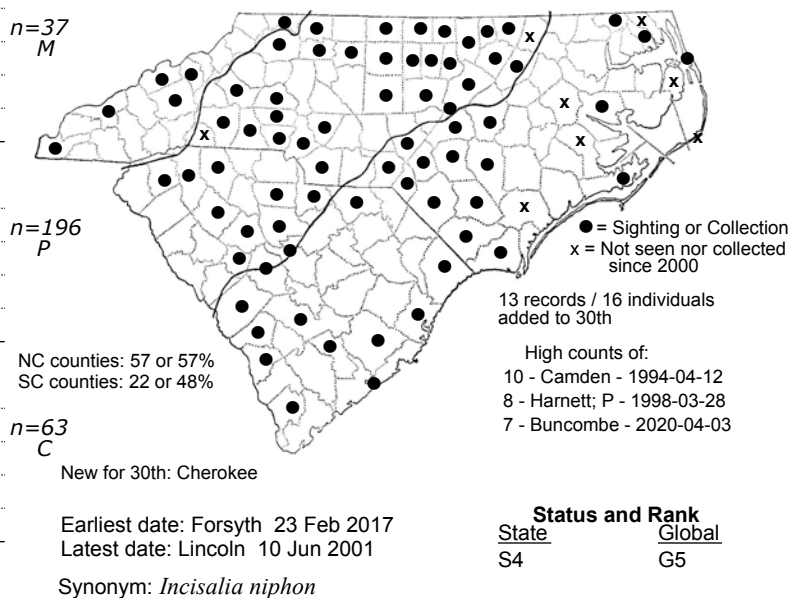 n=37
M
n=196
P
● = Sighting or Collection
x = Not seen nor collected
since 2000
13 records / 16 individuals
added to 30th
NC counties: 57 or 57%
SC counties: 22 or 48%
High counts of:
10 - Camden - 1994-04-12
8 - Harnett; P - 1998-03-28
7 - Buncombe - 2020-04-03
n=63
C
New for 30th: Cherokee
Earliest date: Forsyth 23 Feb 2017
Latest date: Lincoln 10 Jun 2001
Synonym: Incisalia niphon
Status and Rank
State Global
S4 G5